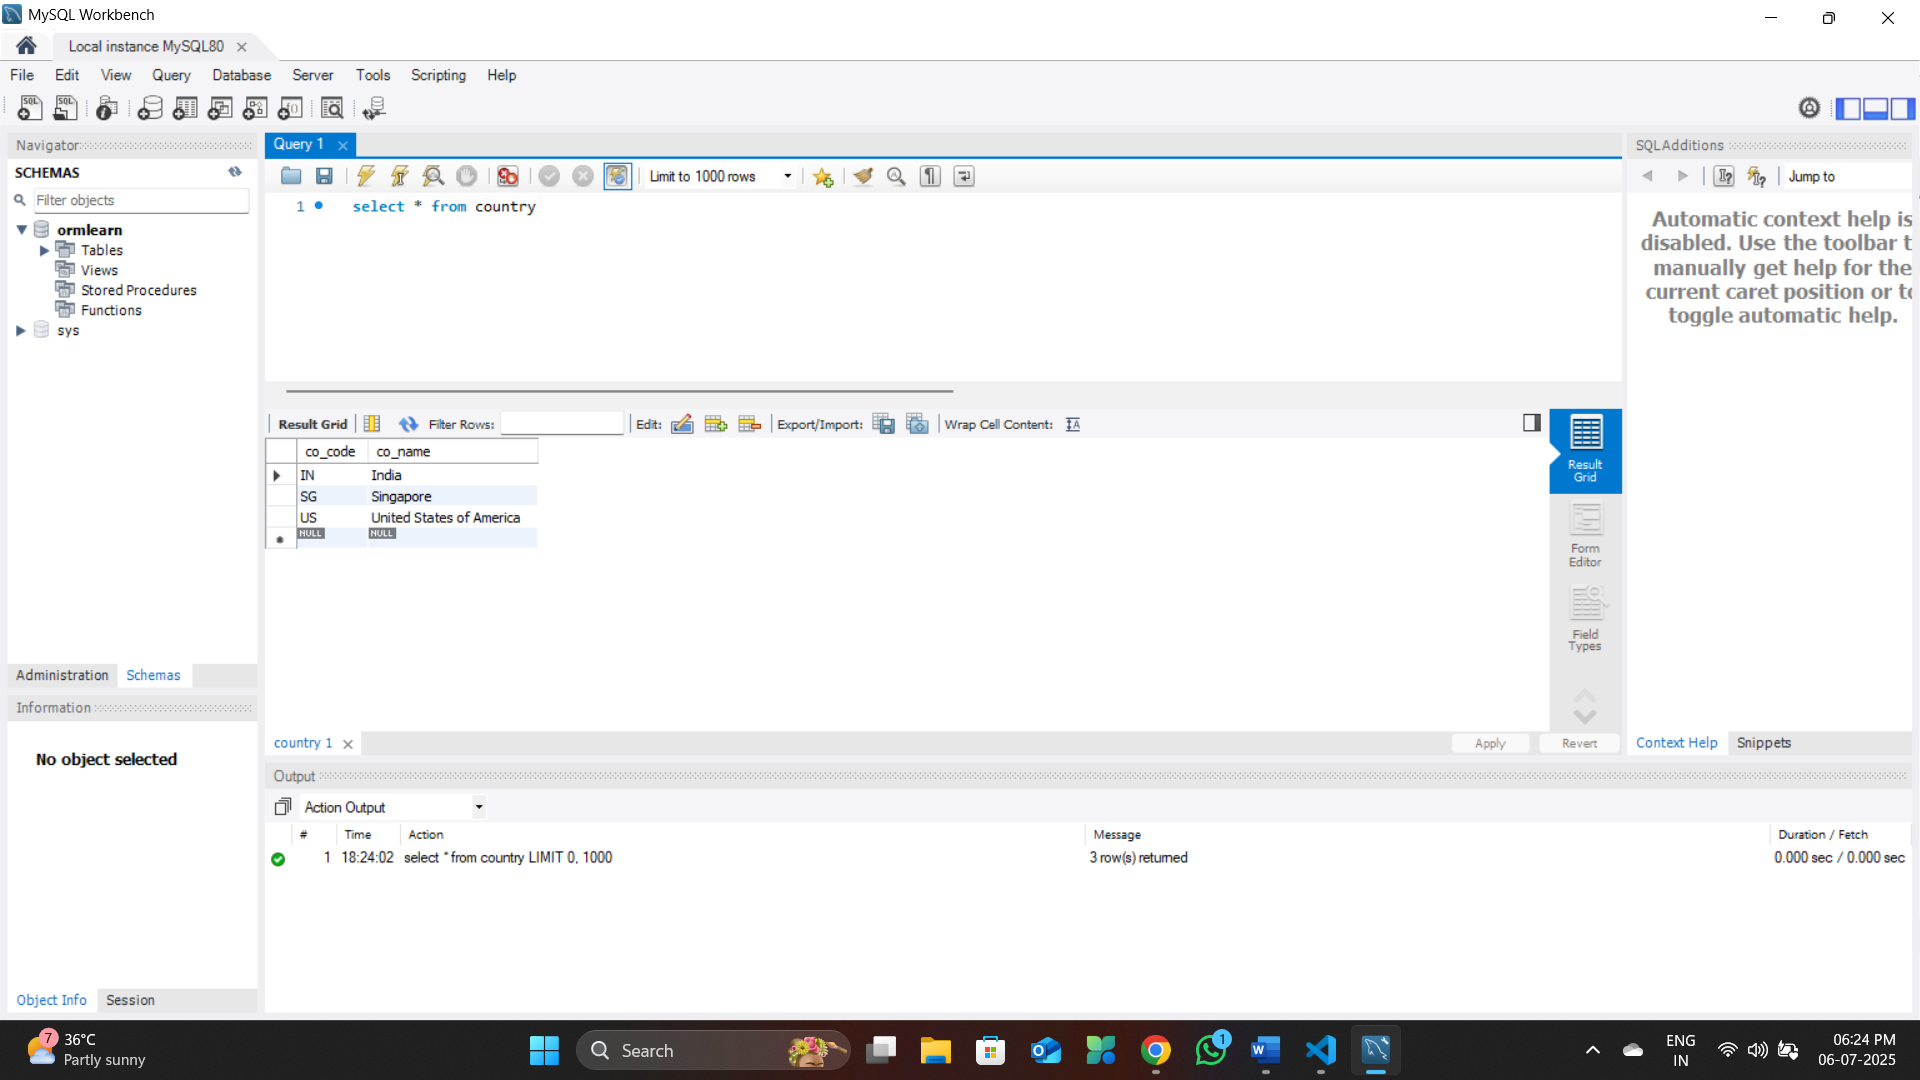 MySQL Workbench
Local instance MySQL80
File Edit View Query Database Server Tools Scripting Help
Navigator
SCHEMAS
Filter objects
ormlearn
Tables
Views
Stored Procedures
Functions
sys
Administration Schemas
Information
No object selected
Object Info Session
Query 1
Limit to 1000 rows
1 select * from country
Result Grid Filter Rows: Edit: Export/Import: Wrap Cell Content:
co_code co_name
IN India
SG Singapore
US United States of America
NULL NULL
Result
Grid
Form
Editor
Field
Types
country 1
Apply Revert
SQLAdditions
Jump to
Automatic context help is
disabled. Use the toolbar t
manually get help for the
current caret position or to
toggle automatic help.
Context Help Snippets
Output
Action Output
# Time Action Message Duration / Fetch
1 18:24:02 select * from country LIMIT 0, 1000 3 row(s) returned 0.000 sec / 0.000 sec
7
36°C
Partly sunny
Search
1
ENG
IN
06:24 PM
06-07-2025